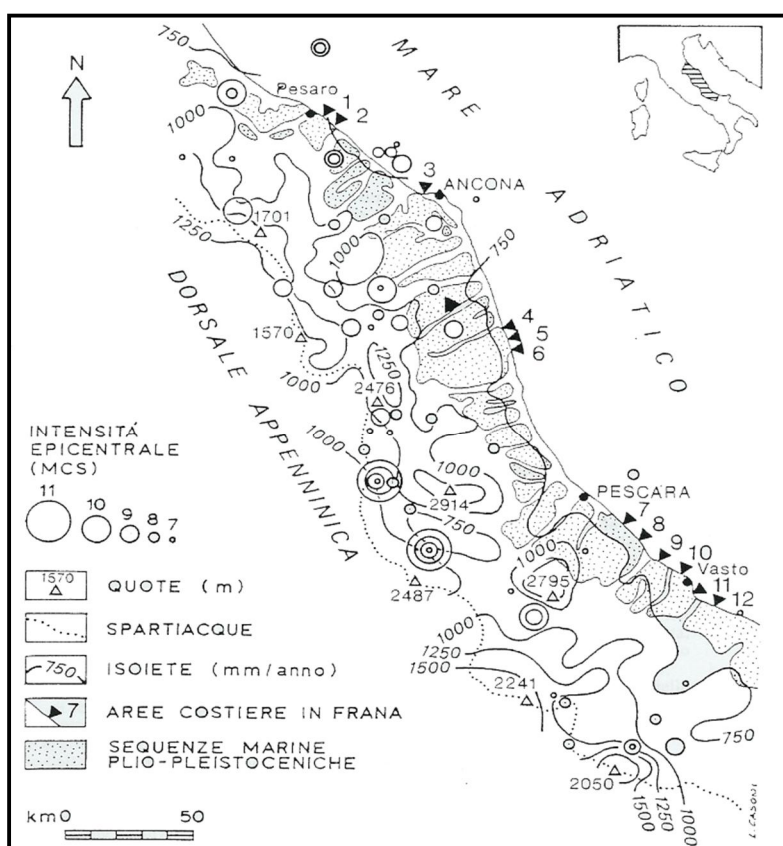 750
MARE
N
Pesaro
1
2
1000
3
ANCONA
ADRIATICO
1701
1250
1000
750
DORSALE APPENNINICA
4
5
6
1570
1250
1000
2476
INTENSITÁ
EPICENTRALE
(MCS)
11
10
9
8
7
1000
1000
2914
750
PESCARA
7
8
9
10
Vasto
11
12
1000
2795
2487
1570
QUOTE (m)
SPARTIACQUE
750
ISOIETE (mm/anno)
7
AREE COSTIERE IN FRANA
SEQUENZE MARINE
PLIO-PLEISTOCENICHE
1000
1250
1500
2241
750
2050
1500
1250
1000
km 0
50
L. CASONI